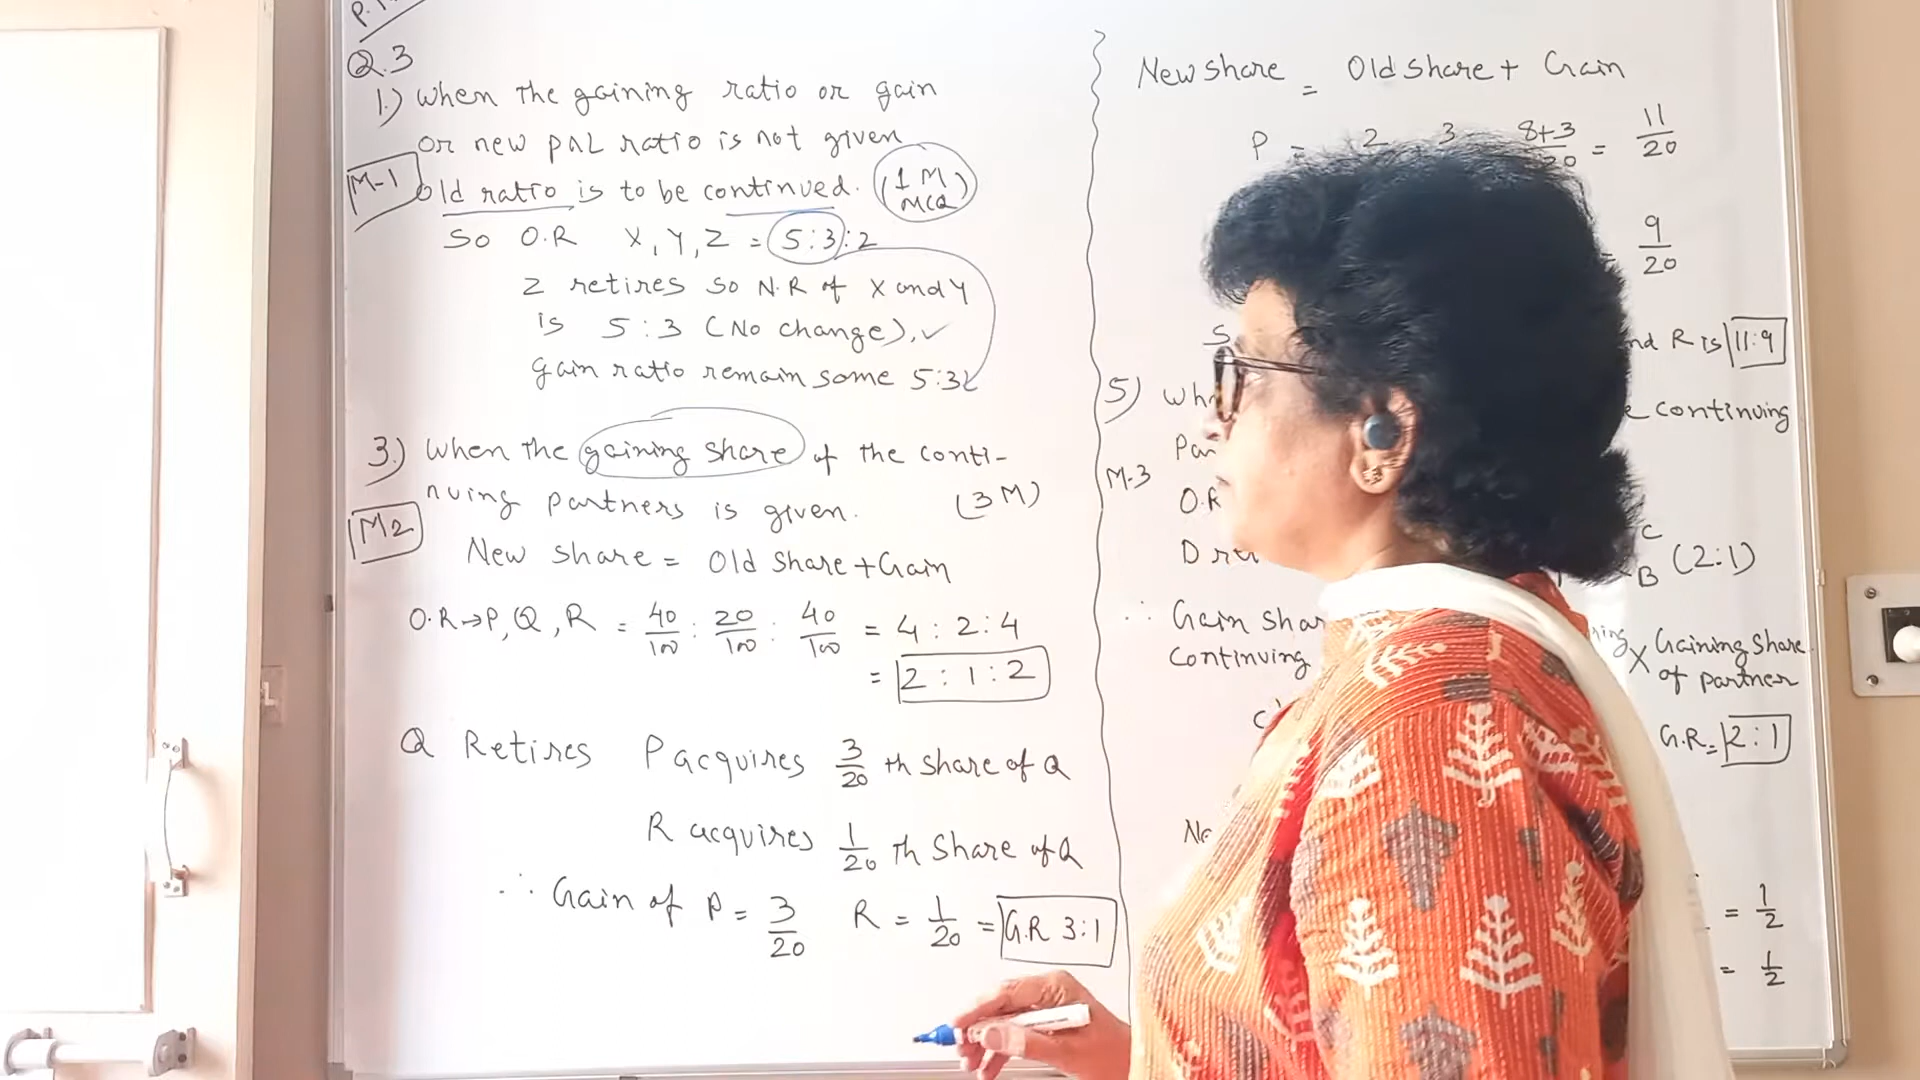 Q.3
1.) When the gaining ratio or gain
or new P&L ratio is not given
M-1
old ratio is to be continued. (1 M MCQ)
So O.R X, Y, Z = 5:3:2
Z retires so N.R of X and Y
is 5:3 (No change), ✓
gain ratio remain same 5:3
3.) When the gaining share of the conti-
nuing partners is given. (3 M)
M2
New share = Old Share + Gain
O.R → P, Q, R = 40/100 : 20/100 : 40/100 = 4 : 2 : 4
= 2 : 1 : 2
Q Retires P acquires 3/20 th share of Q
R acquires 1/20 th Share of Q
∴ Gain of P = 3/20 R = 1/20 = G.R 3:1
New share = Old share + Gain
P = 2 3 8+3/20 = 11/20
= 9/20
R is 11:9
5) continuing
M-3
O.R
D
C
B (2:1)
∴ Gain
continuing × Gaining share
of partner
G.R = 2:1
= 1/2
= 1/2